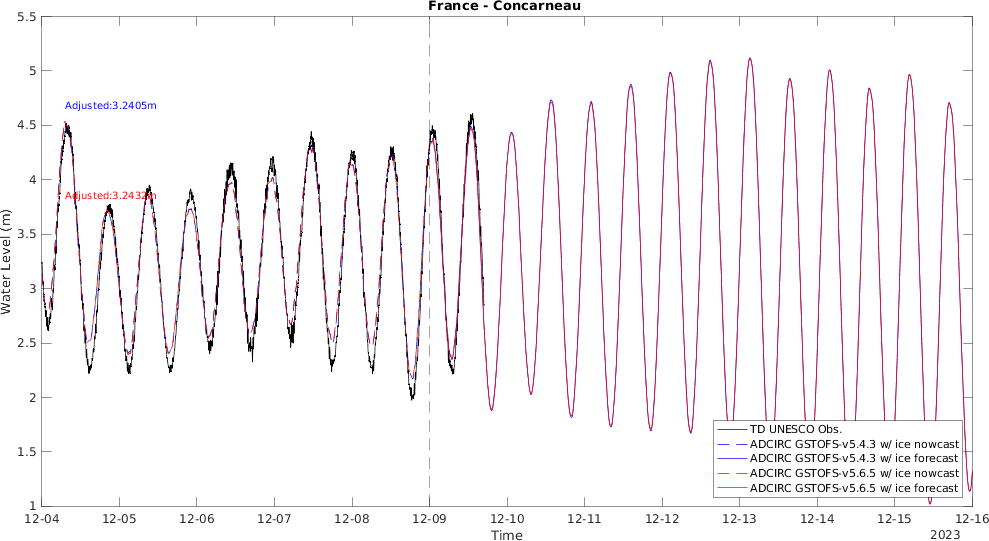 France - Concarneau
5.5
5
4.5
4
3.5
3
2.5
2
1.5
1
Water Level (m)
Adjusted:3.2405m
Adjusted:3.2432m
TD UNESCO Obs.
ADCIRC GSTOFS-v5.4.3 w/ ice nowcast
ADCIRC GSTOFS-v5.4.3 w/ ice forecast
ADCIRC GSTOFS-v5.6.5 w/ ice nowcast
ADCIRC GSTOFS-v5.6.5 w/ ice forecast
12-04 12-05 12-06 12-07 12-08 12-09 12-10 12-11 12-12 12-13 12-14 12-15 12-16
Time
2023